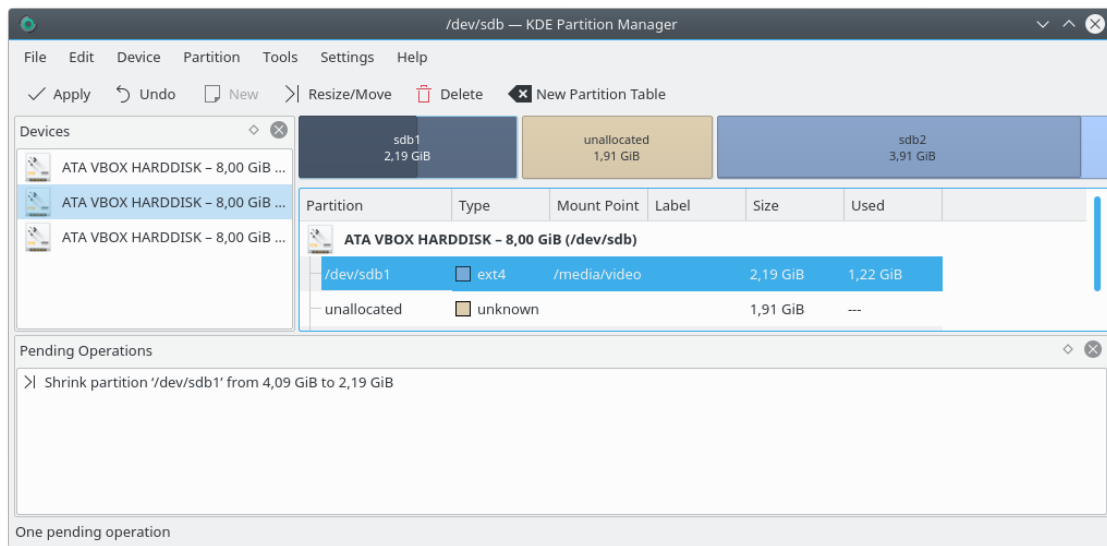 /dev/sdb — KDE Partition Manager
File Edit Device Partition Tools Settings Help
Apply Undo New Resize/Move Delete New Partition Table
Devices
ATA VBOX HARDDISK – 8,00 GiB ...
ATA VBOX HARDDISK – 8,00 GiB ...
ATA VBOX HARDDISK – 8,00 GiB ...
sdb1
2,19 GiB
unallocated
1,91 GiB
sdb2
3,91 GiB
Partition Type Mount Point Label Size Used
ATA VBOX HARDDISK – 8,00 GiB (/dev/sdb)
/dev/sdb1 ext4 /media/video 2,19 GiB 1,22 GiB
unallocated unknown 1,91 GiB ---
Pending Operations
Shrink partition ‘/dev/sdb1’ from 4,09 GiB to 2,19 GiB
One pending operation